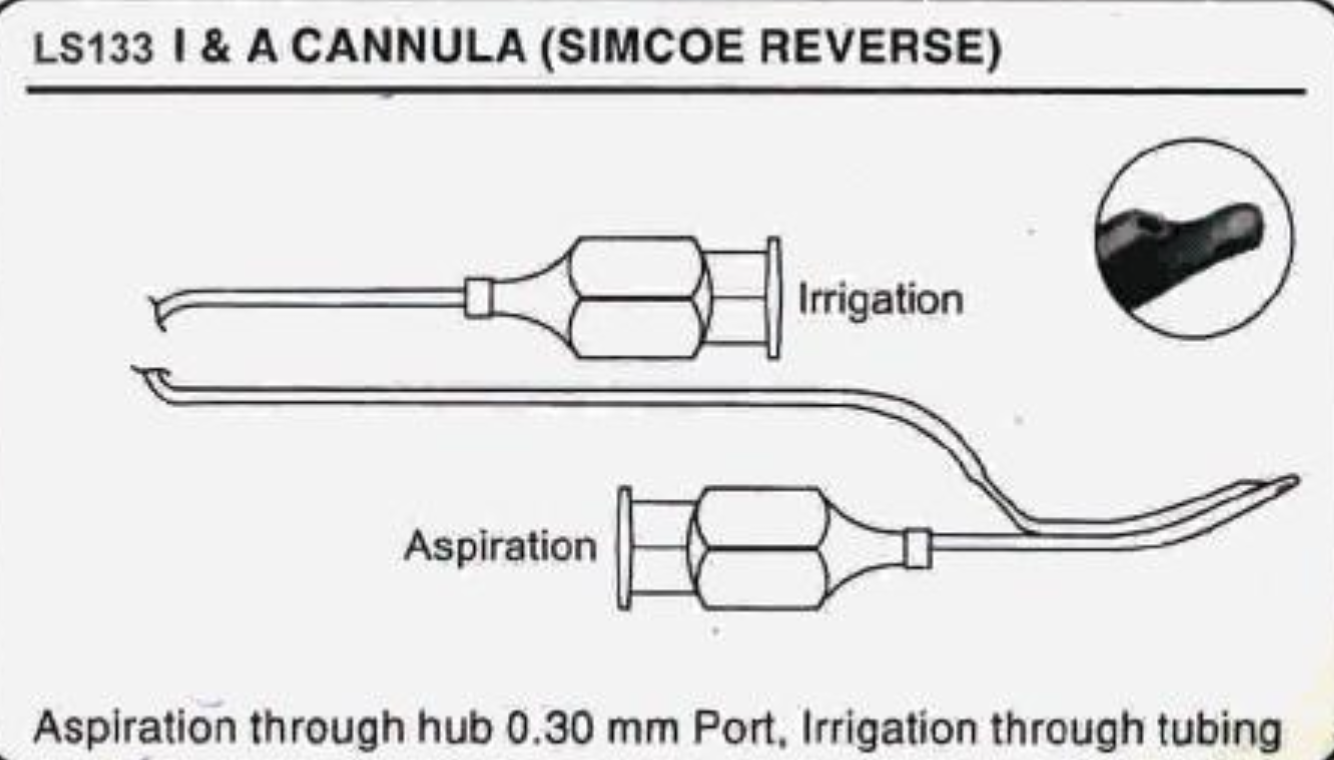 LS133 I & A CANNULA (SIMCOE REVERSE)
Irrigation
Aspiration
Aspiration through hub 0.30 mm Port, Irrigation through tubing